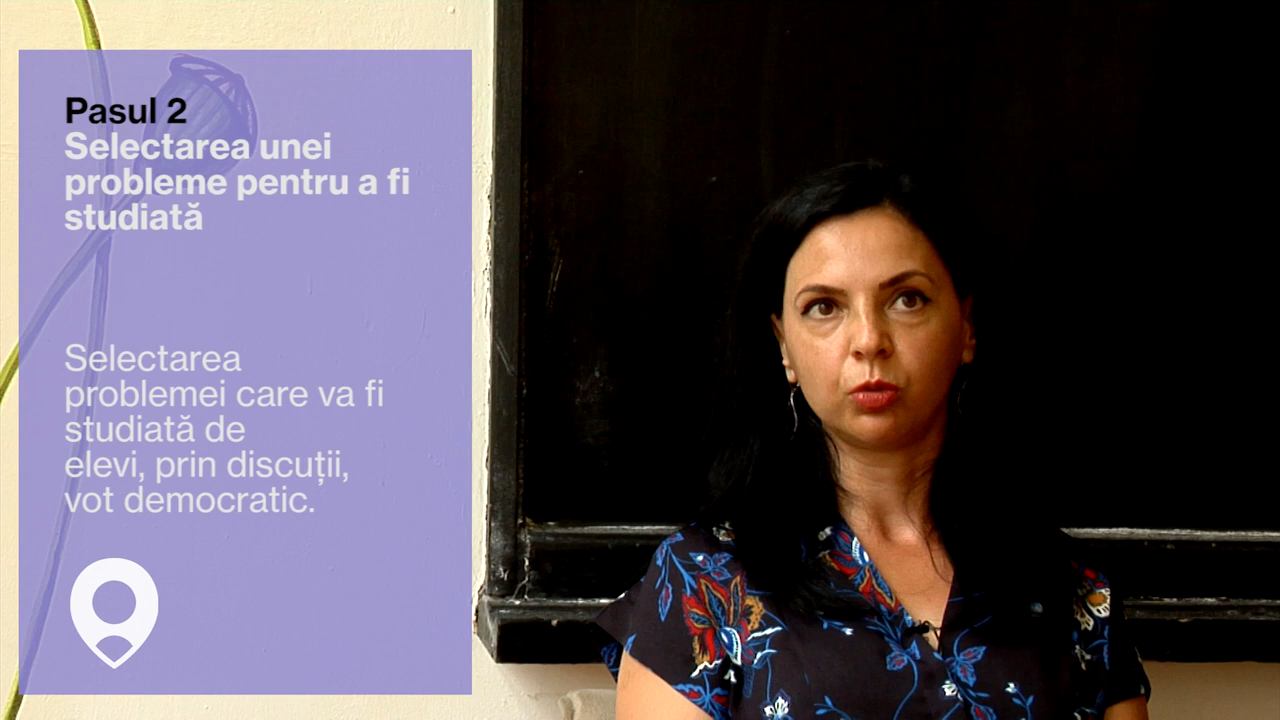 Pasul 2
Selectarea unei
probleme pentru a fi
studiată
Selectarea
problemei care va fi
studiată de
elevi, prin discuții,
vot democratic.